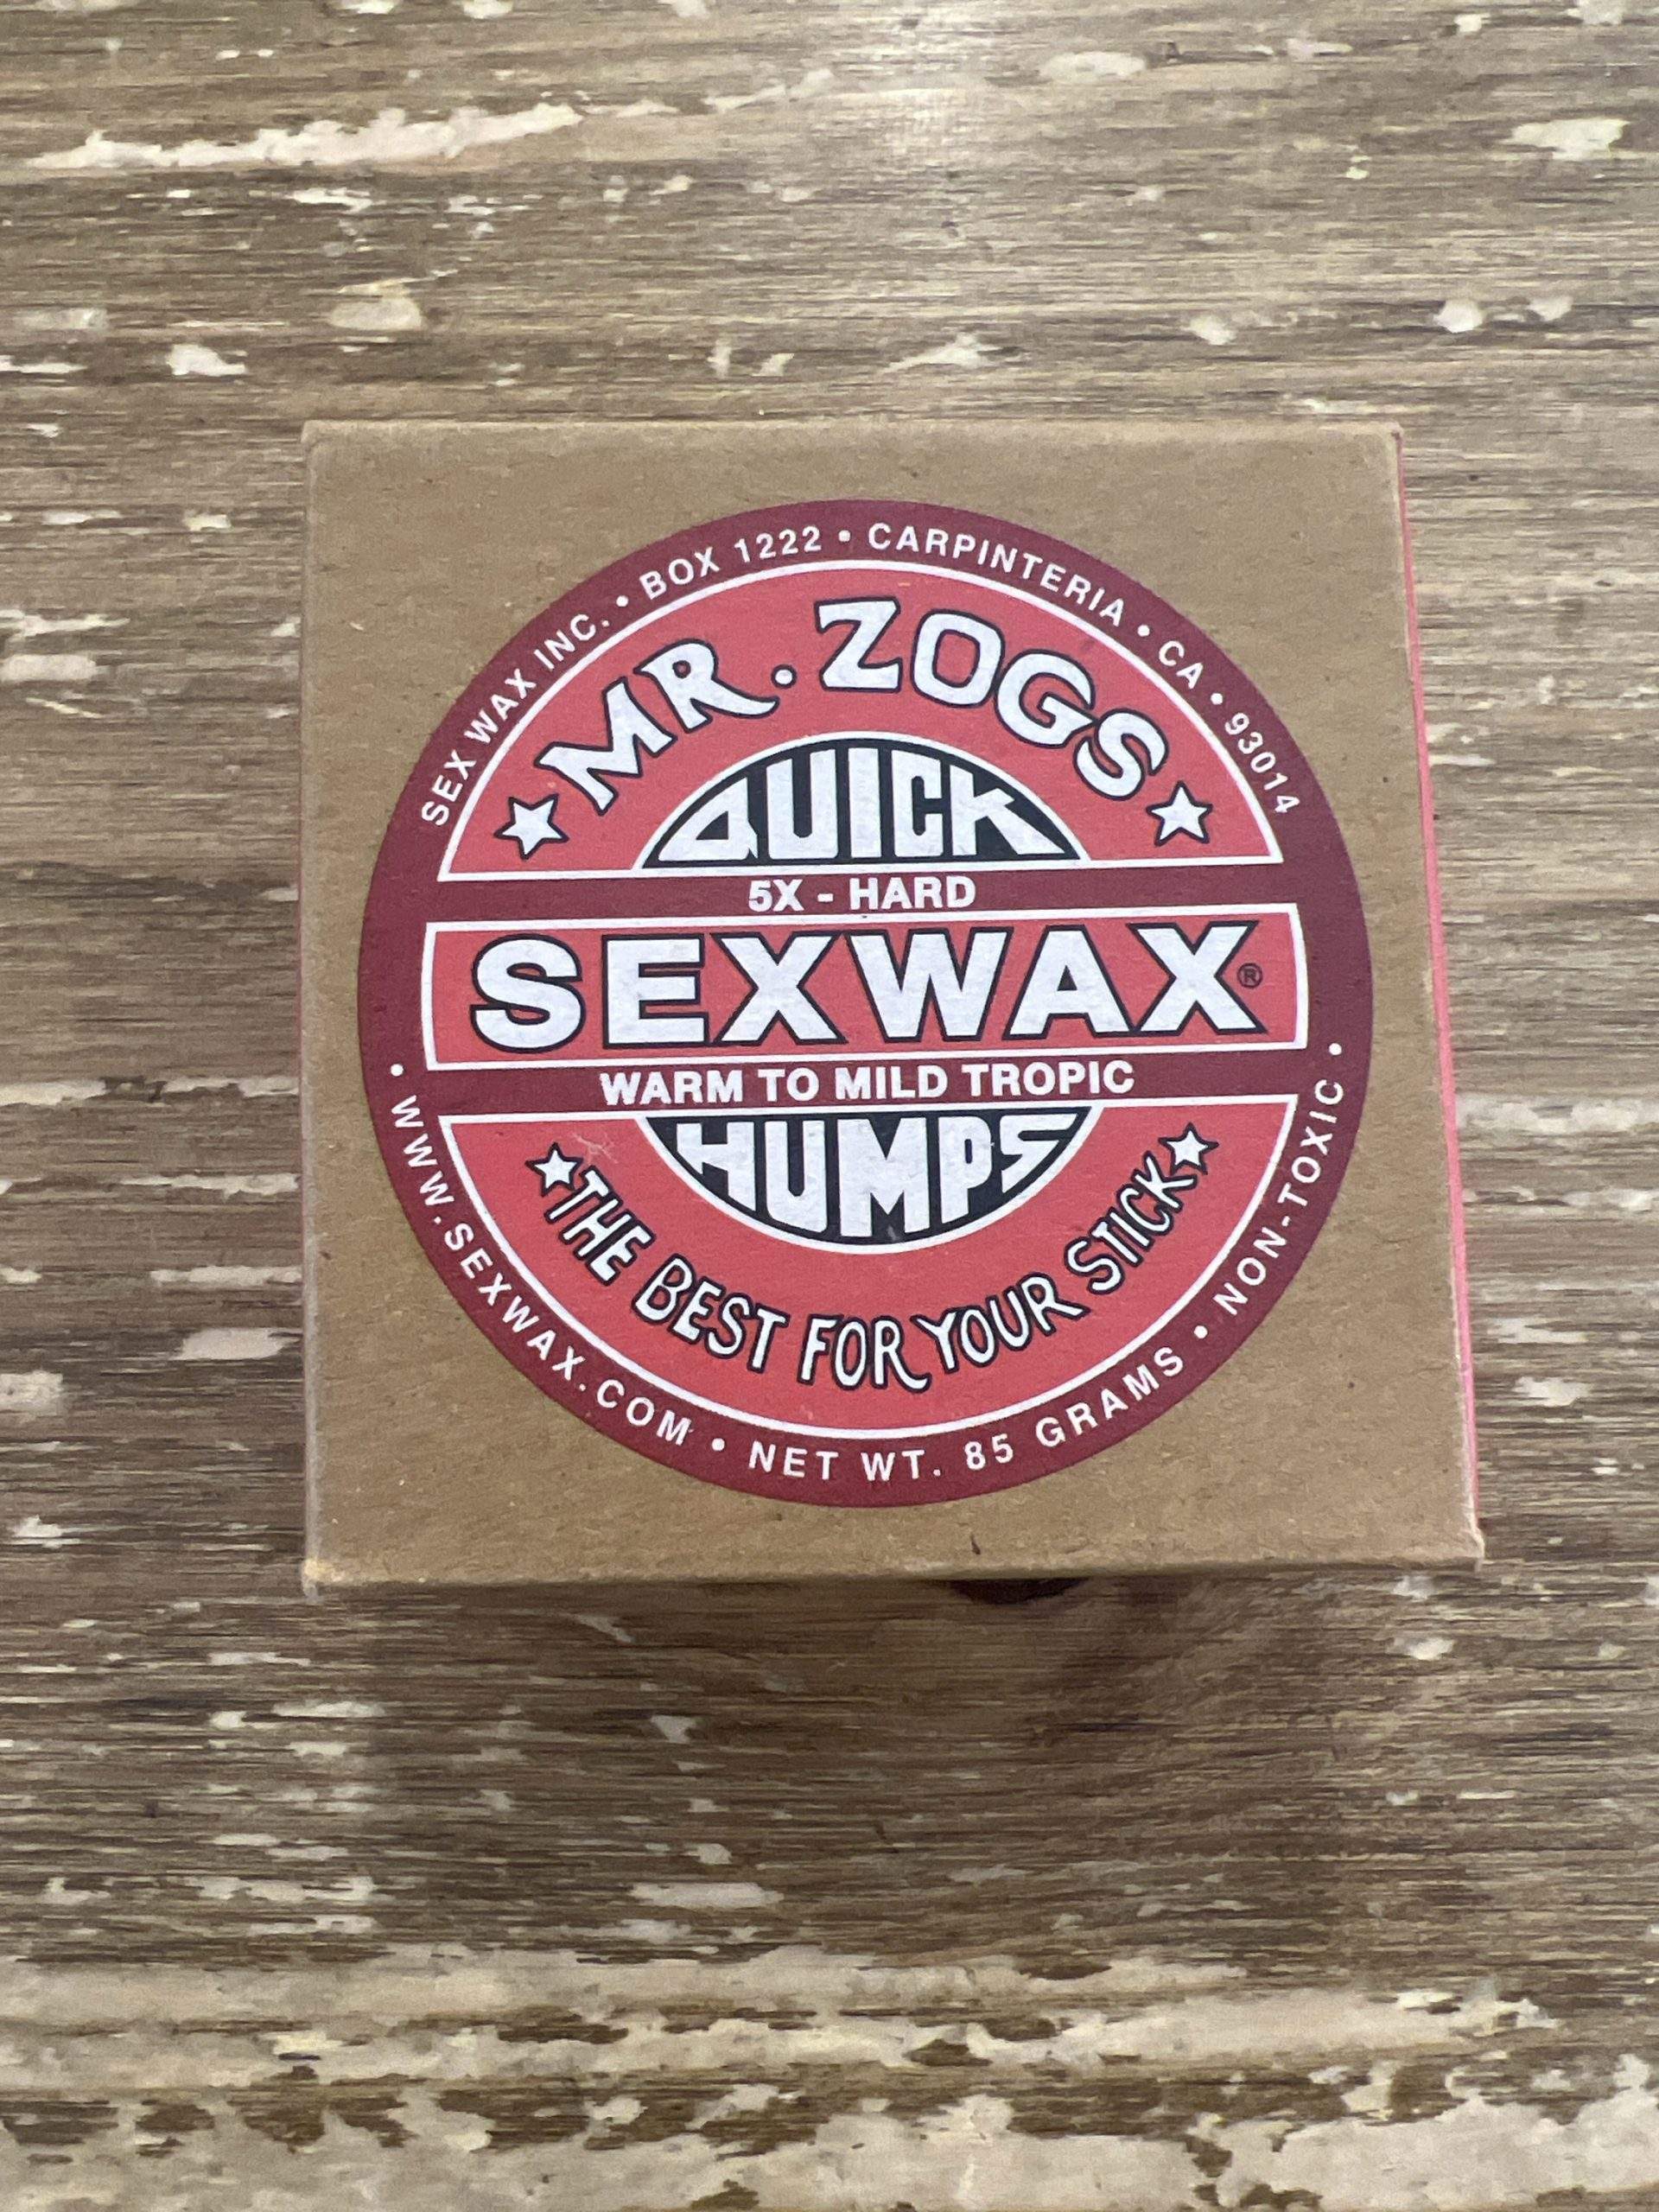 SEX WAX INC. • BOX 1222 • CARPINTERIA • CA • 93014
MR. ZOGS
QUICK
5X - HARD
SEXWAX®
WARM TO MILD TROPIC
HUMPS
THE BEST FOR YOUR STICK
• WWW.SEXWAX.COM • NET WT. 85 GRAMS • NON-TOXIC •